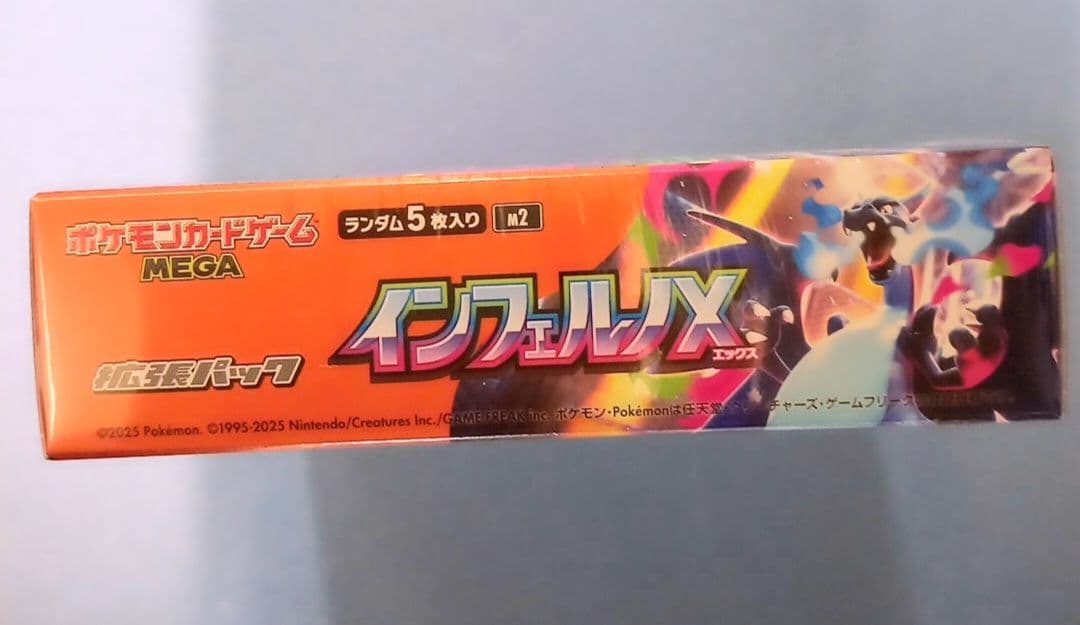 ポケモンカードゲーム
MEGA
ランダム5枚入り
M2
インフェルノX
エックス
拡張パック
©2025 Pokémon. ©1995-2025 Nintendo/Creatures Inc./GAME FREAK inc. ポケモン・Pokémonは任天堂・クリーチャーズ・ゲームフリーク